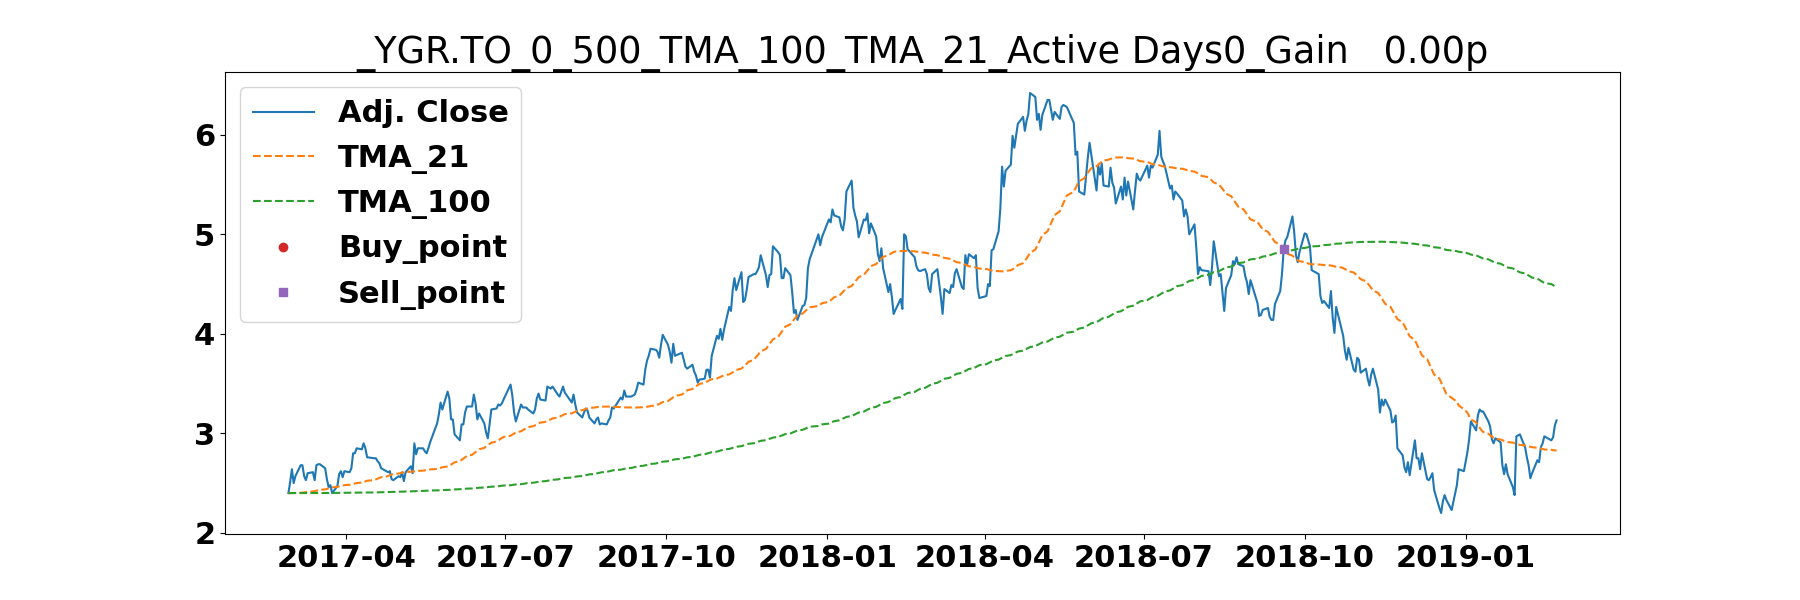 _YGR.TO_0_500_TMA_100_TMA_21_Active Days0_Gain   0.00p
Adj. Close
TMA_21
TMA_100
Buy_point
Sell_point
6
5
4
3
2
2017-04 2017-07 2017-10 2018-01 2018-04 2018-07 2018-10 2019-01